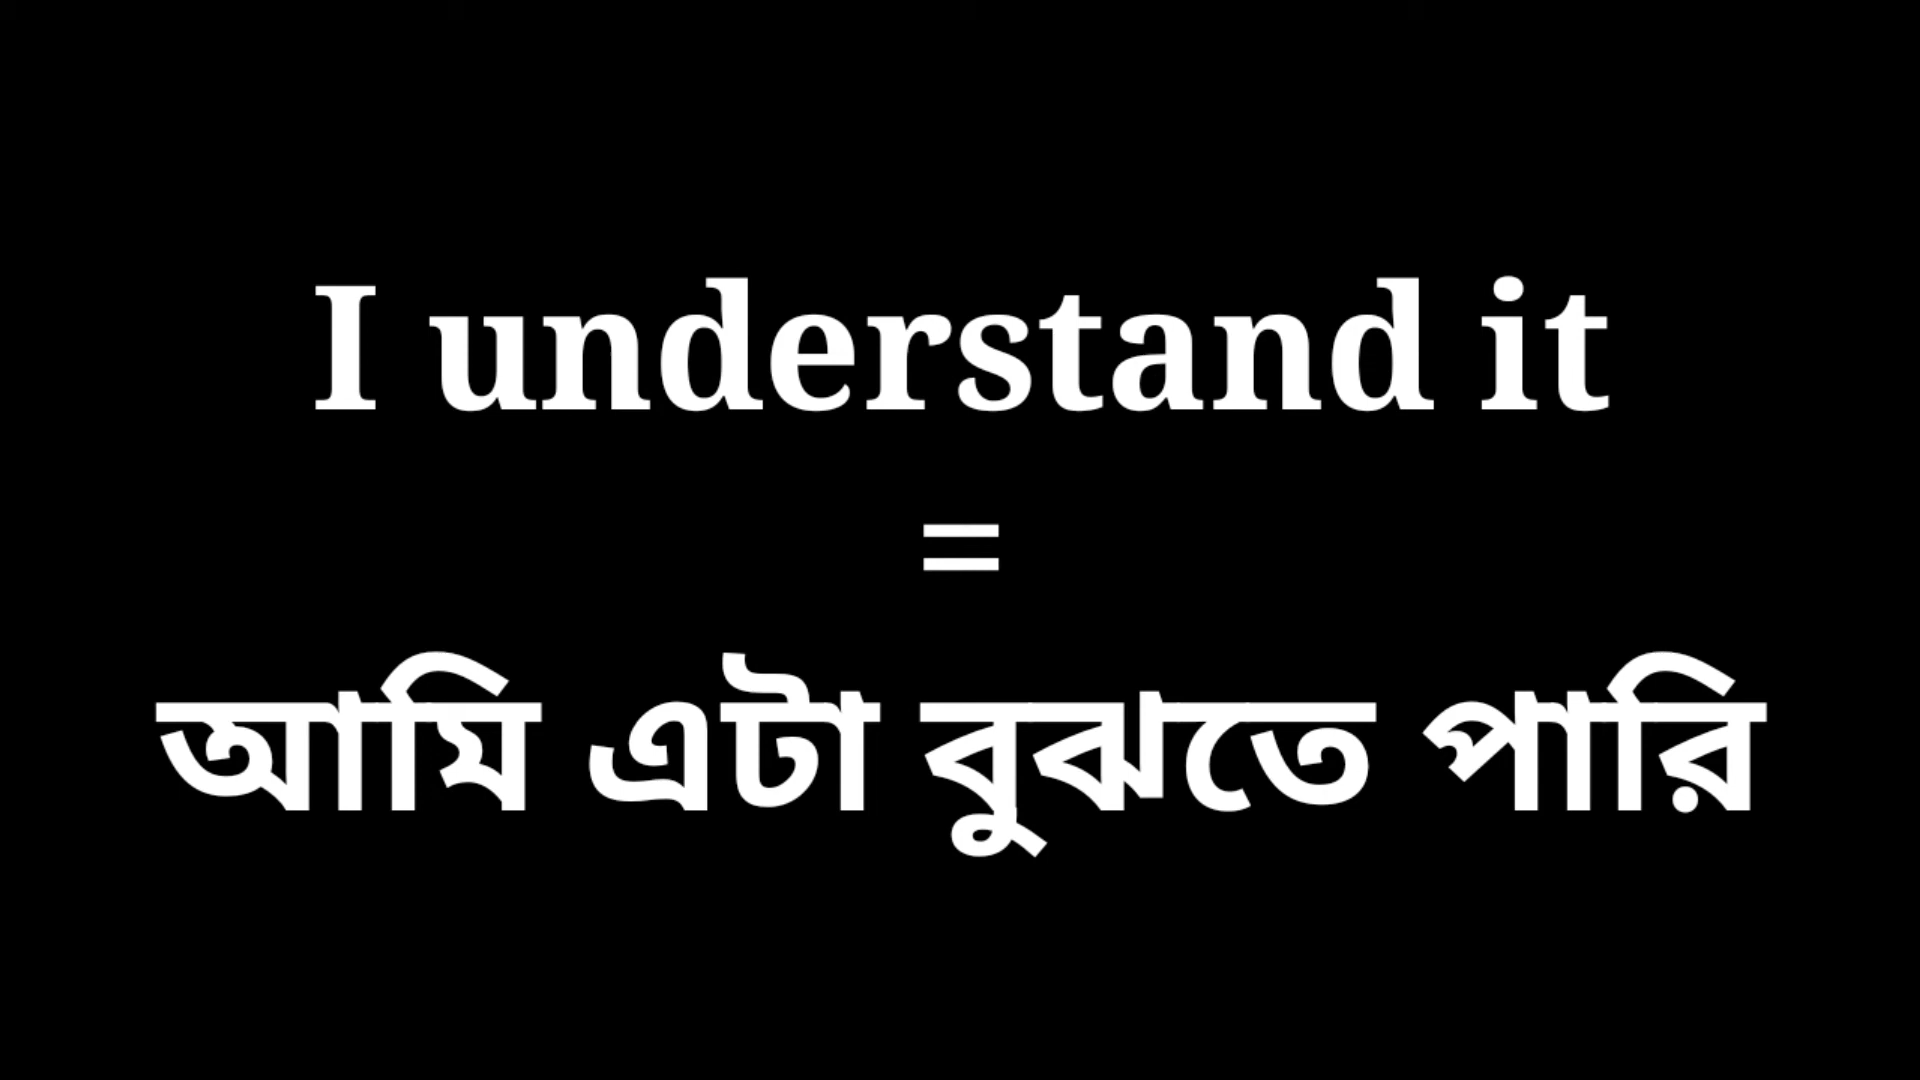 I understand it
=
আমি এটা বুঝতে পারি